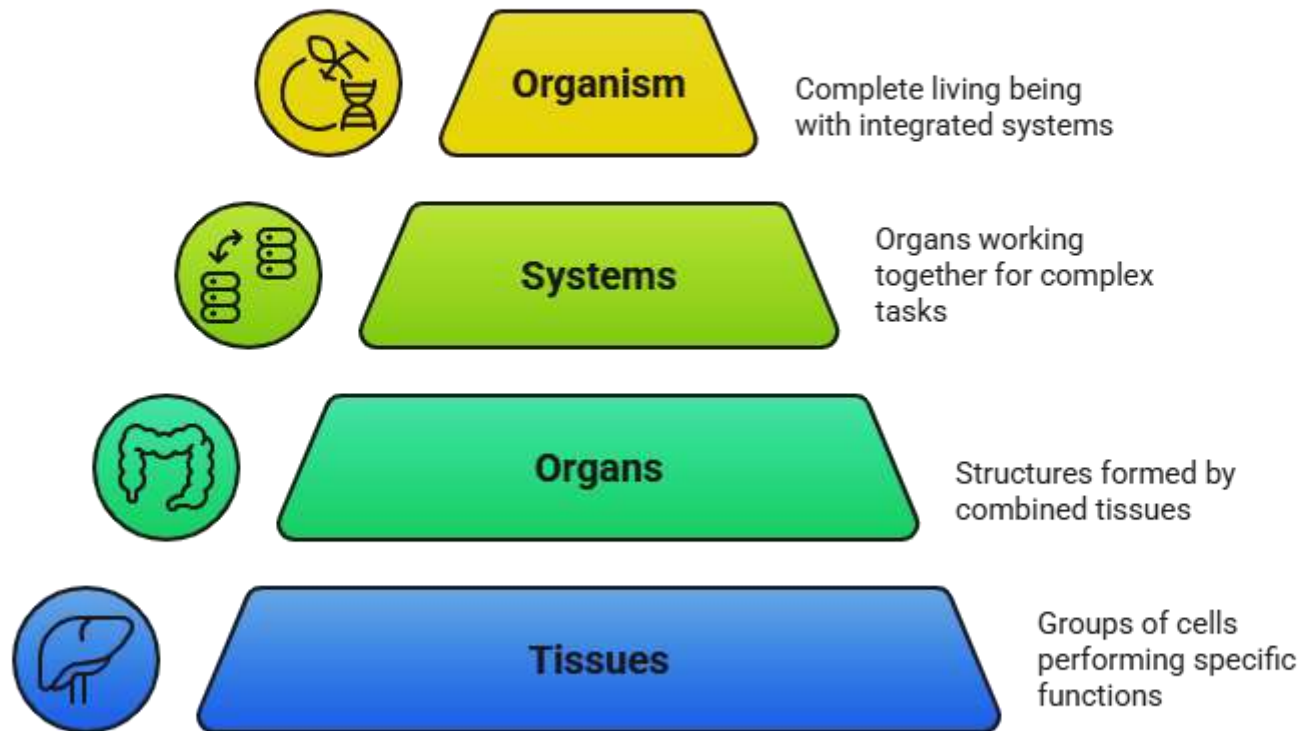 Organism
Complete living being
with integrated systems
Systems
Organs working
together for complex
tasks
Organs
Structures formed by
combined tissues
Tissues
Groups of cells
performing specific
functions